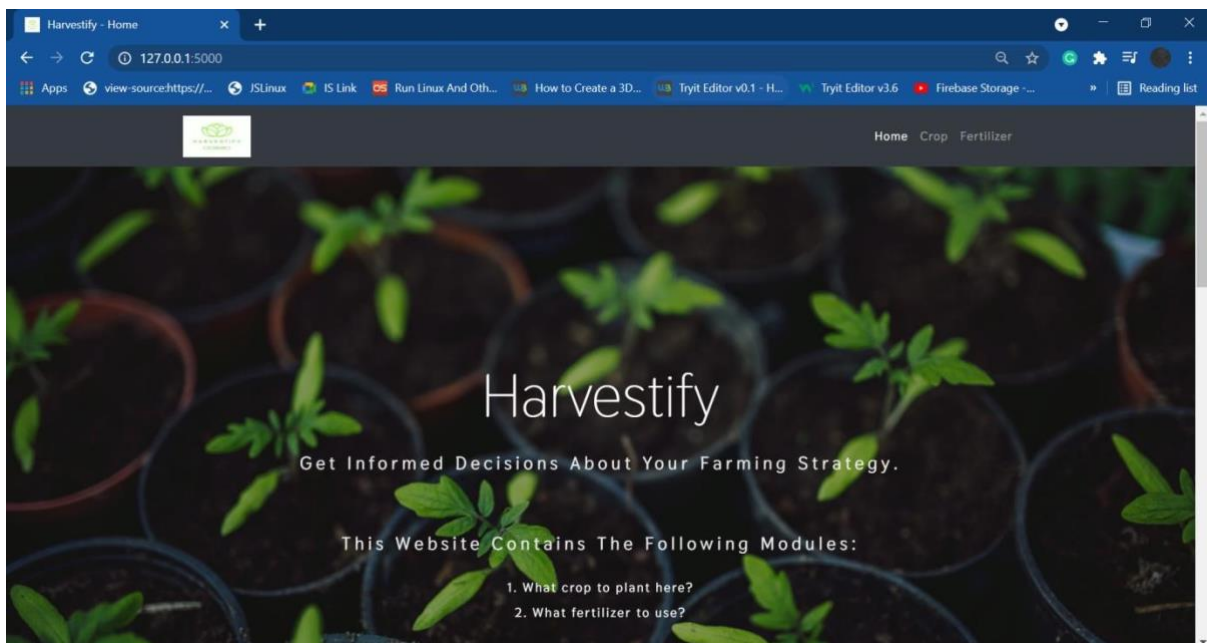 Harvestify - Home
127.0.0.1:5000
Apps view-source:https://... JSLinux IS Link Run Linux And Oth... How to Create a 3D... Tryit Editor v0.1 - H... Tryit Editor v3.6 Firebase Storage -... » Reading list
HARVESTIFY
Home Crop Fertilizer
Harvestify
Get Informed Decisions About Your Farming Strategy.
This Website Contains The Following Modules:
1. What crop to plant here?
2. What fertilizer to use?